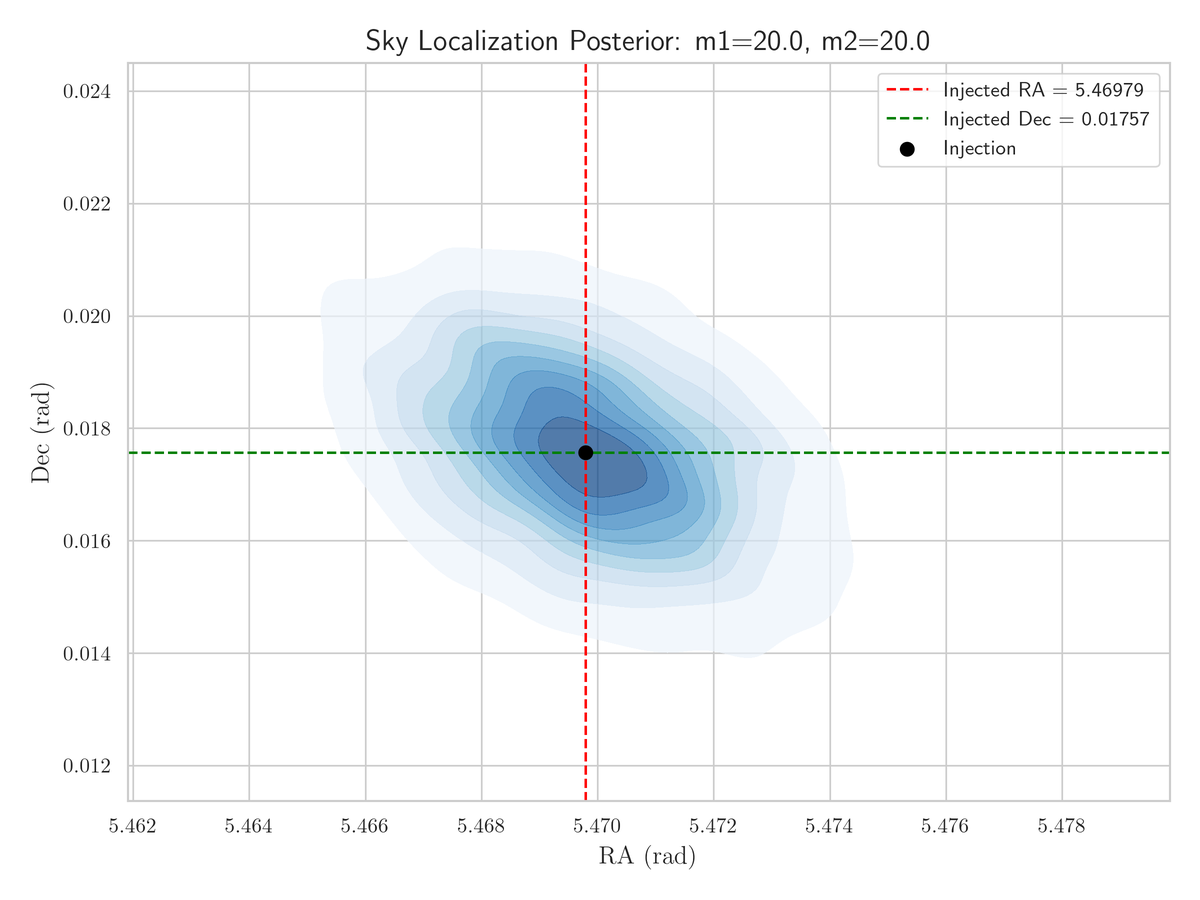 Sky Localization Posterior: m1=20.0, m2=20.0
Injected RA = 5.46979
Injected Dec = 0.01757
Injection
0.024
0.022
0.020
0.018
0.016
0.014
0.012
Dec (rad)
5.462 5.464 5.466 5.468 5.470 5.472 5.474 5.476 5.478
RA (rad)